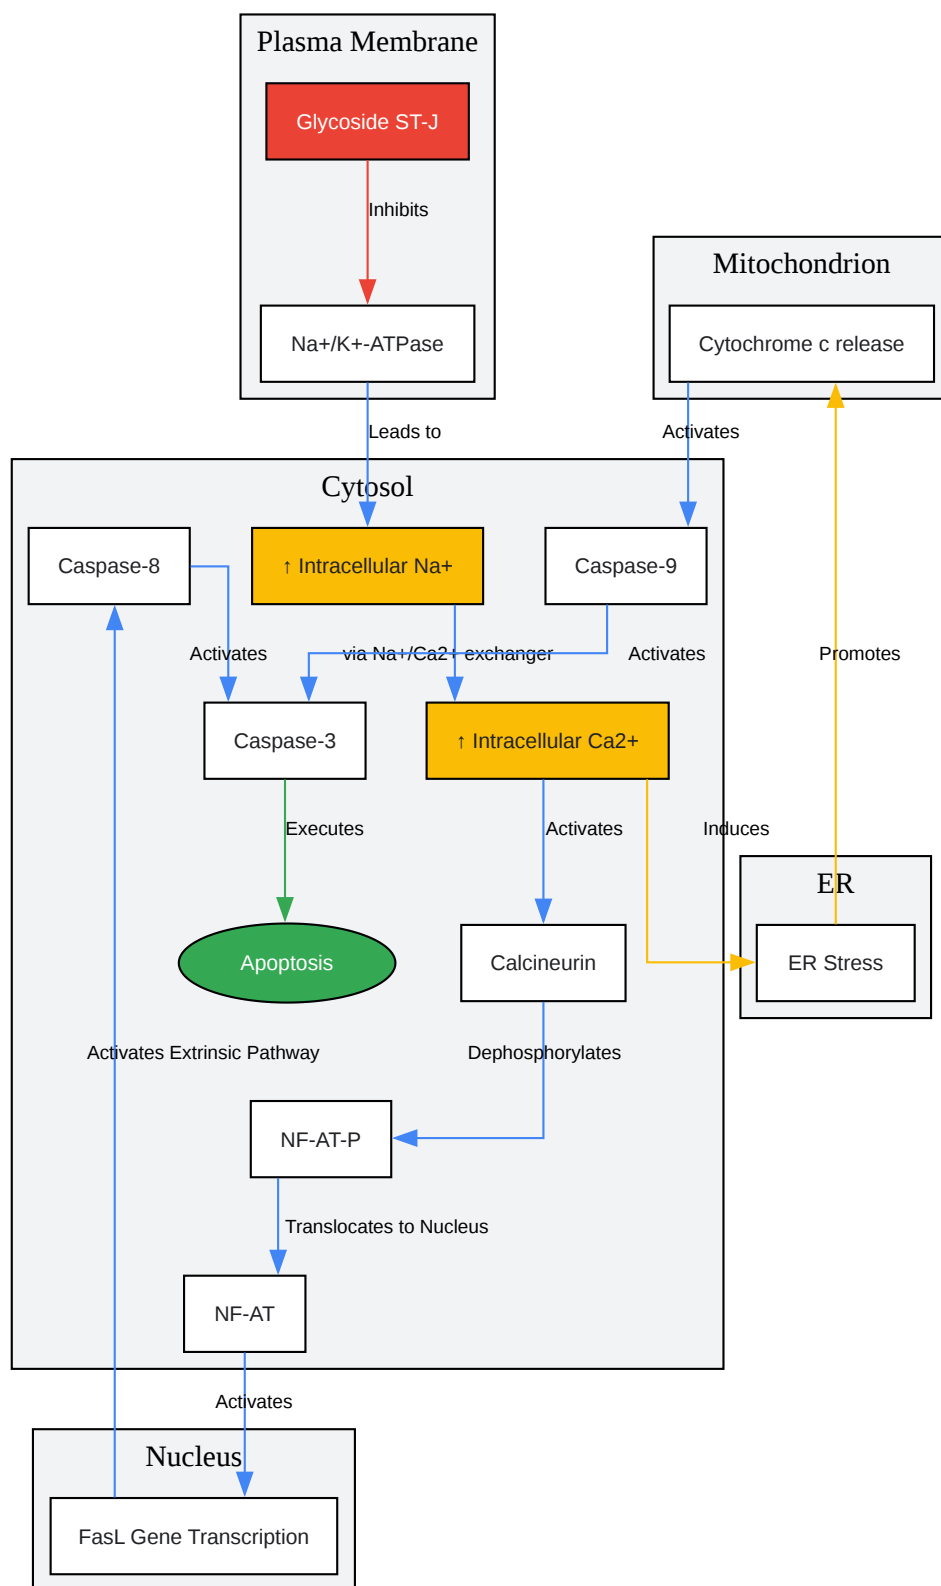 Plasma Membrane
Glycoside ST-J
Inhibits
Na+/K+-ATPase
Mitochondrion
Cytochrome c release
Leads to
Activates
Cytosol
Caspase-8
↑ Intracellular Na+
Caspase-9
Activates
via Na+/Ca2+ exchanger
Activates
Promotes
Caspase-3
↑ Intracellular Ca2+
Executes
Activates
Induces
ER
Apoptosis
Calcineurin
ER Stress
Activates Extrinsic Pathway
Dephosphorylates
NF-AT-P
Translocates to Nucleus
NF-AT
Activates
Nucleus
FasL Gene Transcription